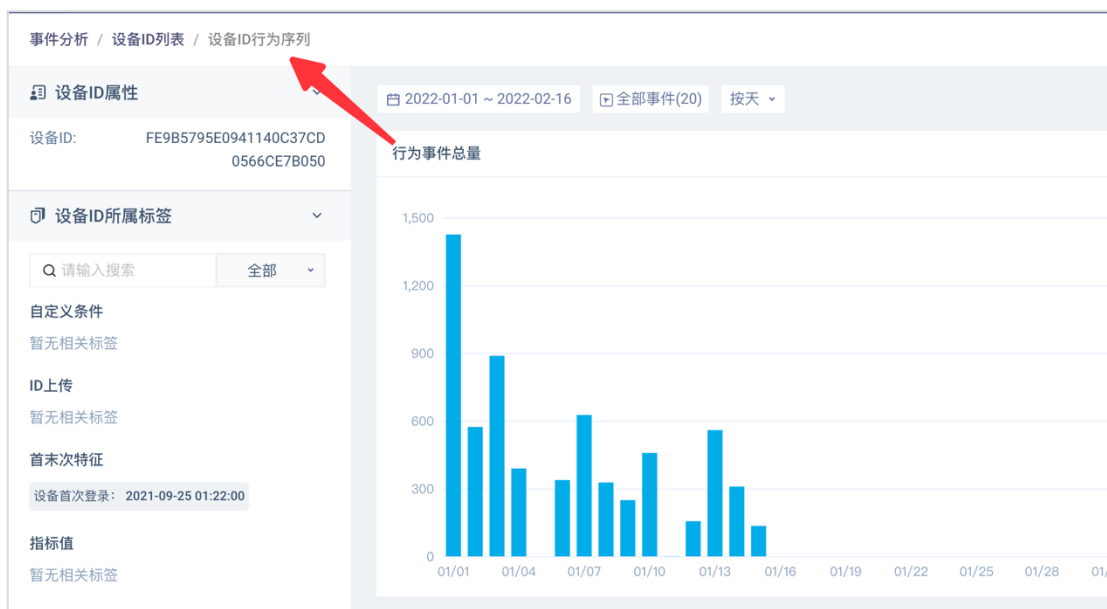 事件分析 / 设备ID列表 / 设备ID行为序列
设备ID属性
设备ID: FE9B5795E0941140C37CD
0566CE7B050
设备ID所属标签
请输入搜索 全部
自定义条件
暂无相关标签
ID上传
暂无相关标签
首末次特征
设备首次登录： 2021-09-25 01:22:00
指标值
暂无相关标签
2022-01-01 ~ 2022-02-16 全部事件(20) 按天
行为事件总量
1,500
1,200
900
600
300
0
01/01 01/04 01/07 01/10 01/13 01/16 01/19 01/22 01/25 01/28 01/